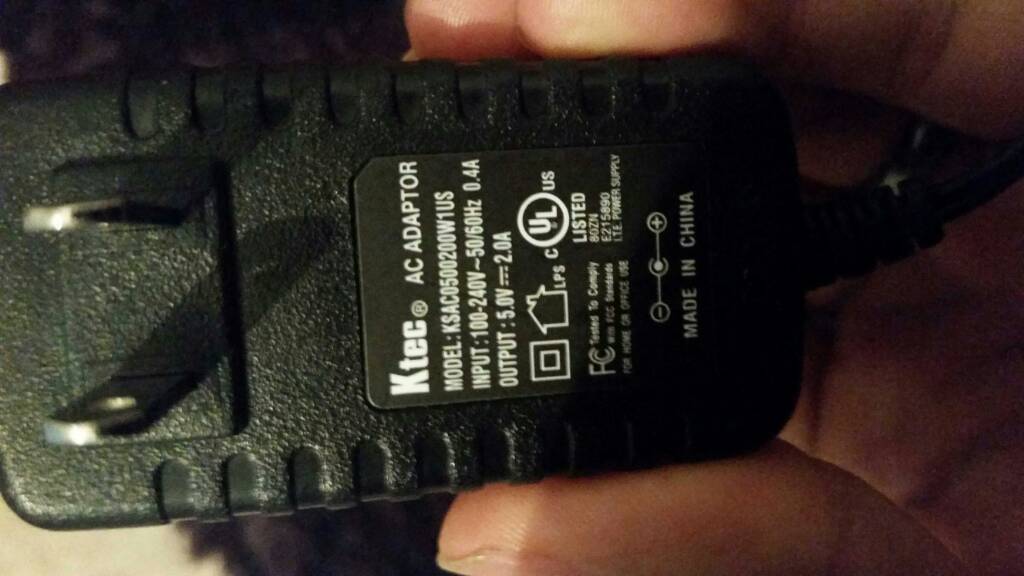 Ktec® AC ADAPTOR
MODEL:KSAC0500200W1US
INPUT:100-240V~50/60Hz 0.4A
OUTPUT:5.0V⎓2.0A
LPS
C UL US
LISTED
80ZN
E215890
I.T.E. POWER SUPPLY
FC Tested To Comply
With FCC Standards
FOR HOME OR OFFICE USE
MADE IN CHINA